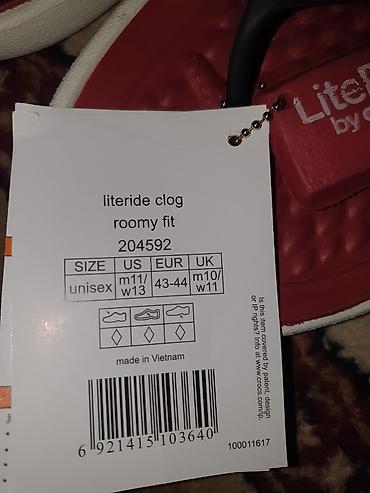 Lite
by
literide clog
roomy fit
204592
SIZE US EUR UK
unisex m11/ w13 43-44 m10/ w11
made in Vietnam
Is this item covered by patent, design
or IP rights? Info at www.crocs.com/ip.
6 921415 103640
100011617